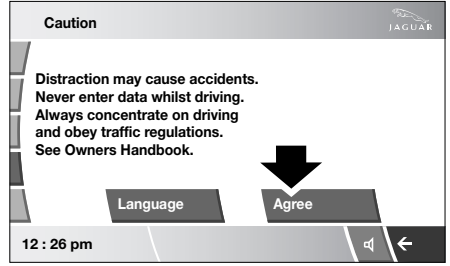 Caution
JAGUAR
Distraction may cause accidents.
Never enter data whilst driving.
Always concentrate on driving
and obey traffic regulations.
See Owners Handbook.
Language
Agree
12 : 26 pm